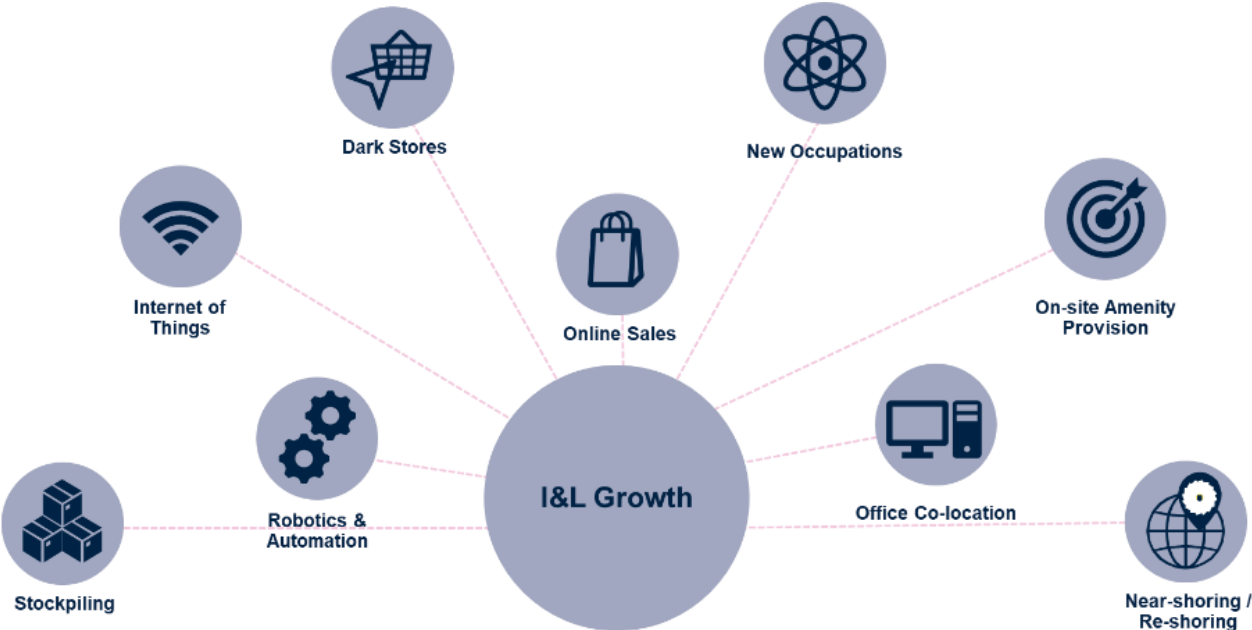 Dark Stores
New Occupations
Internet of
Things
Online Sales
On-site Amenity
Provision
I&L Growth
Robotics &
Automation
Office Co-location
Stockpiling
Near-shoring /
Re-shoring